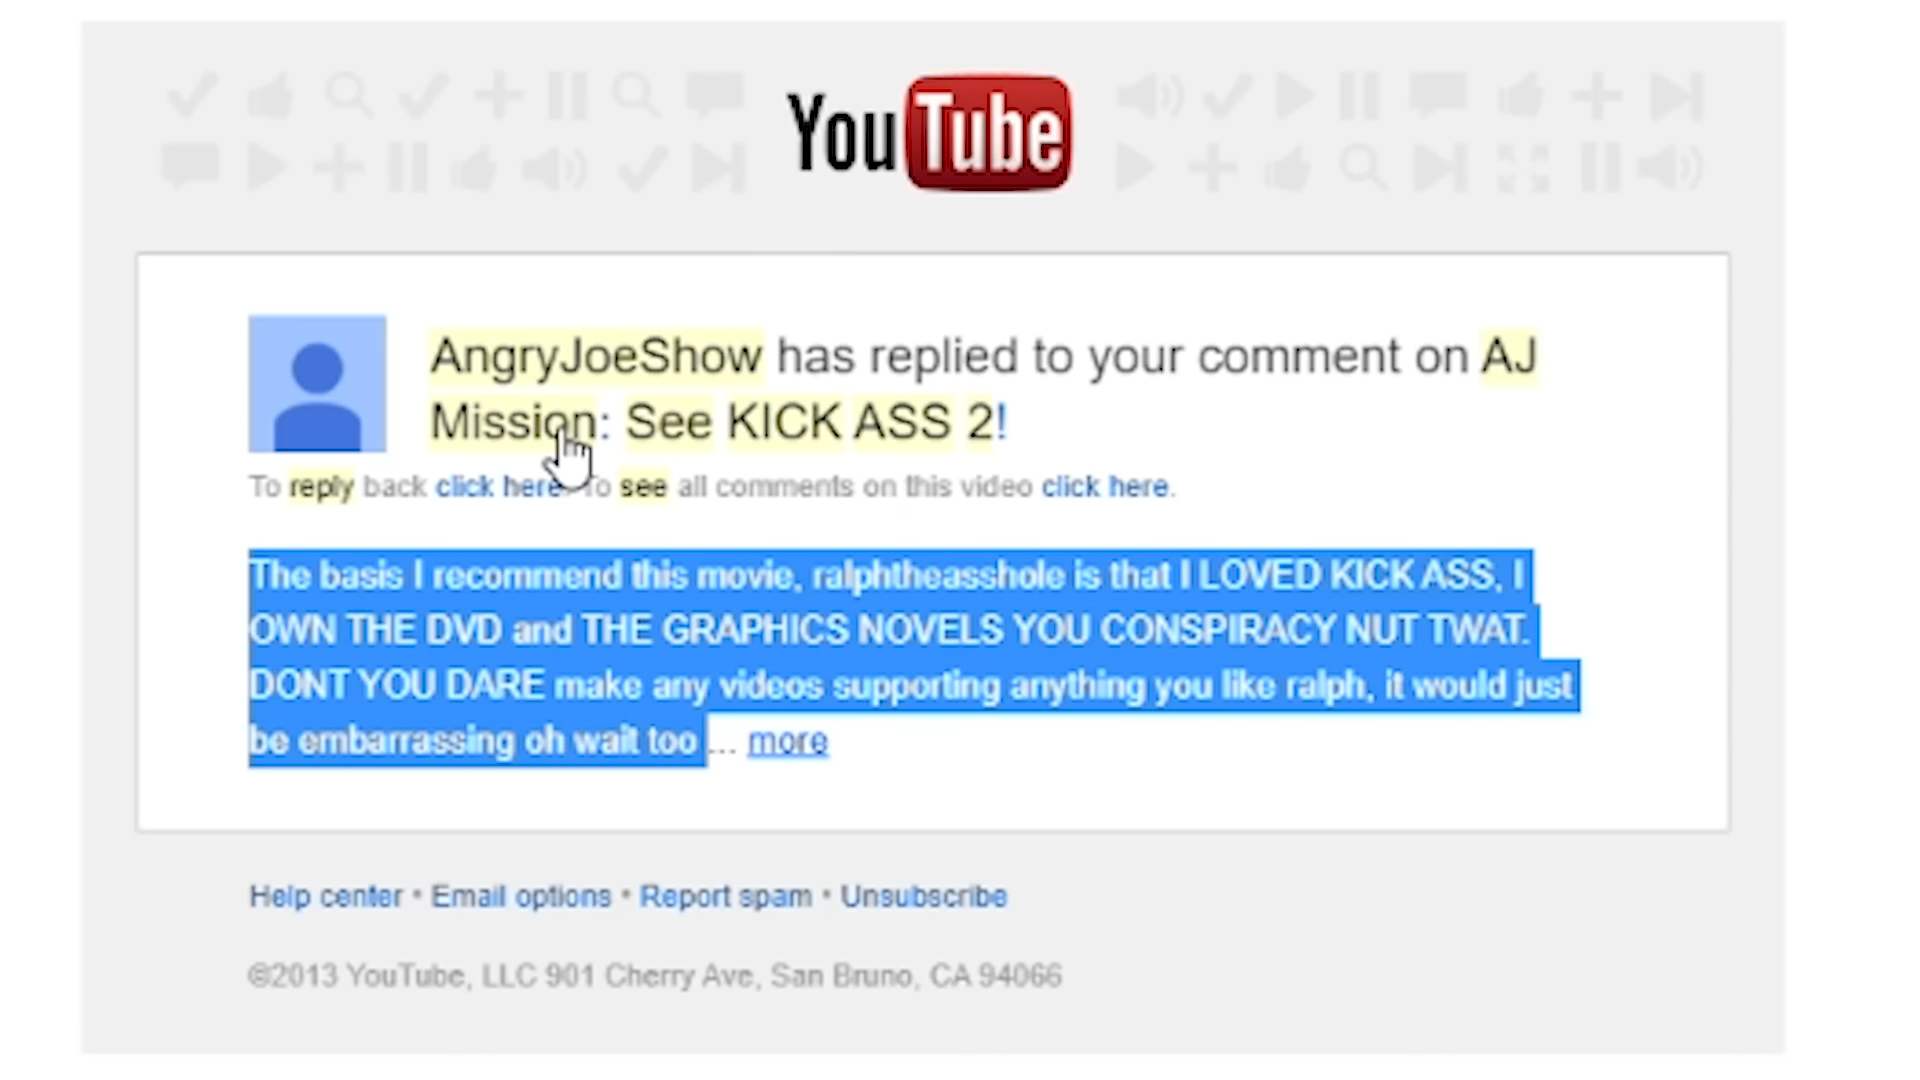 YouTube
AngryJoeShow has replied to your comment on AJ
Mission: See KICK ASS 2!
To reply back click here. To see all comments on this video click here.
The basis I recommend this movie, ralphtheasshole is that I LOVED KICK ASS, I
OWN THE DVD and THE GRAPHICS NOVELS YOU CONSPIRACY NUT TWAT.
DONT YOU DARE make any videos supporting anything you like ralph, it would just
be embarrassing oh wait too ... more
Help center • Email options • Report spam • Unsubscribe
©2013 YouTube, LLC 901 Cherry Ave, San Bruno, CA 94066